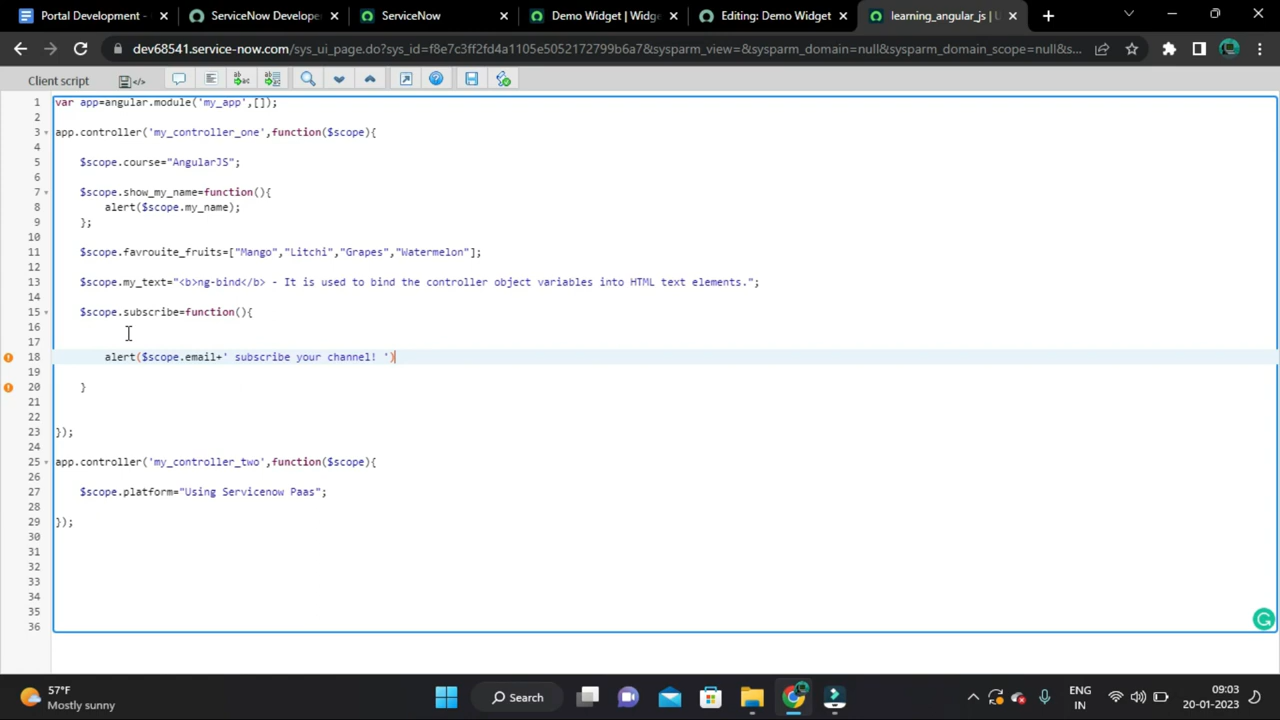 Portal Development -
ServiceNow Develope
ServiceNow
Demo Widget | Widge
Editing: Demo Widget
learning_angular_js | U
dev68541.service-now.com/sys_ui_page.do?sys_id=f8e7c3ff2fd4a1105e5052172799b6a7&sysparm_view=&sysparm_domain=null&sysparm_domain_scope=null&sy...
Client script
1 var app=angular.module('my_app',[]);
2
3 app.controller('my_controller_one',function($scope){
4
5 $scope.course="AngularJS";
6
7 $scope.show_my_name=function(){
8 alert($scope.my_name);
9 };
10
11 $scope.favrouite_fruits=["Mango","Litchi","Grapes","Watermelon"];
12
13 $scope.my_text="<b>ng-bind</b> - It is used to bind the controller object variables into HTML text elements.";
14
15 $scope.subscribe=function(){
16
17
18 alert($scope.email+' subscribe your channel! ')
19
20 }
21
22
23 });
24
25 app.controller('my_controller_two',function($scope){
26
27 $scope.platform="Using Servicenow Paas";
28
29 });
30
31
32
33
34
35
36
57°F
Mostly sunny
Search
ENG
IN
09:03
20-01-2023